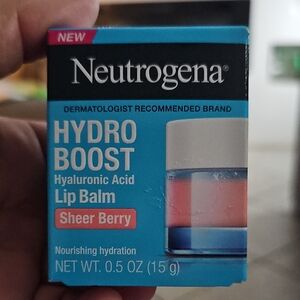 NEW
Neutrogena®
DERMATOLOGIST RECOMMENDED BRAND
HYDRO
BOOST
Hyaluronic Acid
Lip Balm
Sheer Berry
Nourishing hydration
NET WT. 0.5 OZ (15 g)